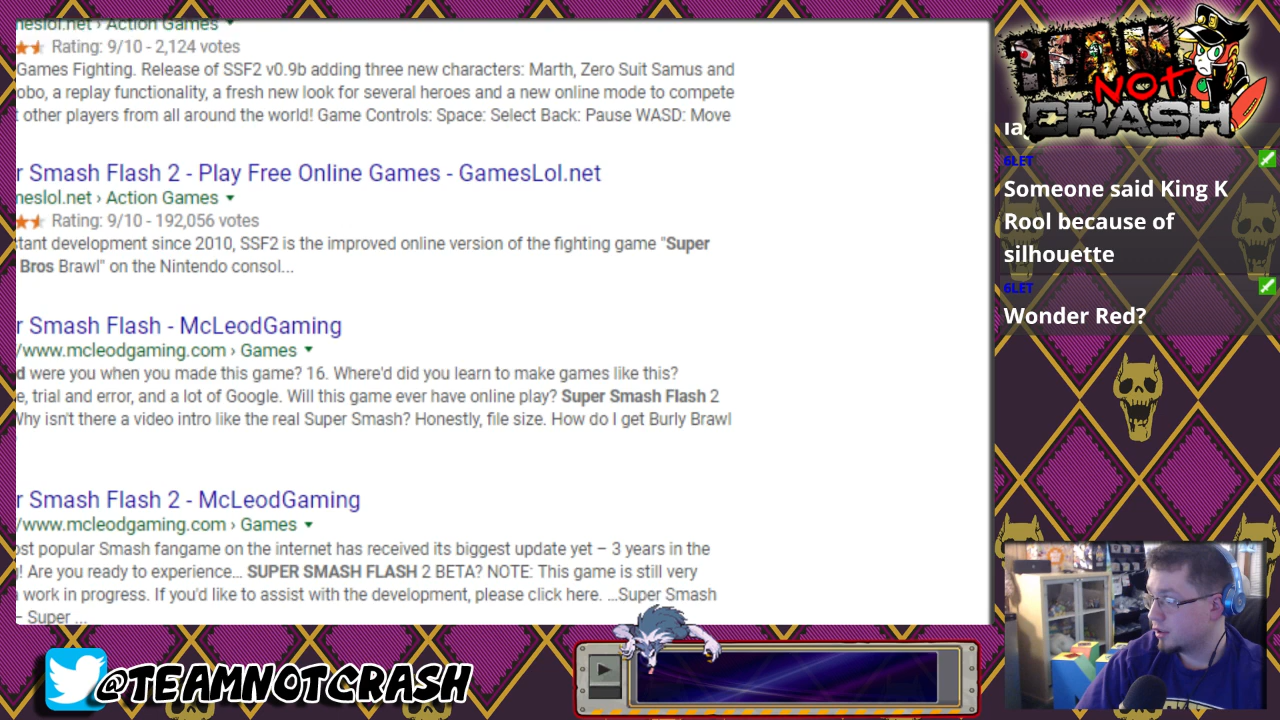 neslol.net › Action Games
Rating: 9/10 - 2,124 votes
Games Fighting. Release of SSF2 v0.9b adding three new characters: Marth, Zero Suit Samus and
obo, a replay functionality, a fresh new look for several heroes and a new online mode to compete
t other players from all around the world! Game Controls: Space: Select Back: Pause WASD: Move
r Smash Flash 2 - Play Free Online Games - GamesLol.net
neslol.net › Action Games
Rating: 9/10 - 192,056 votes
tant development since 2010, SSF2 is the improved online version of the fighting game "Super
Bros Brawl" on the Nintendo consol...
r Smash Flash - McLeodGaming
/www.mcleodgaming.com › Games
d were you when you made this game? 16. Where'd did you learn to make games like this?
e, trial and error, and a lot of Google. Will this game ever have online play? Super Smash Flash 2
Why isn't there a video intro like the real Super Smash? Honestly, file size. How do I get Burly Brawl
r Smash Flash 2 - McLeodGaming
/www.mcleodgaming.com › Games
ost popular Smash fangame on the internet has received its biggest update yet – 3 years in the
! Are you ready to experience... SUPER SMASH FLASH 2 BETA? NOTE: This game is still very
work in progress. If you'd like to assist with the development, please click here. ...Super Smash
– Super ...
TEAM
NOT
CRASH
6LET
Someone said King K
Rool because of
silhouette
6LET
Wonder Red?
@TEAMNOTCRASH